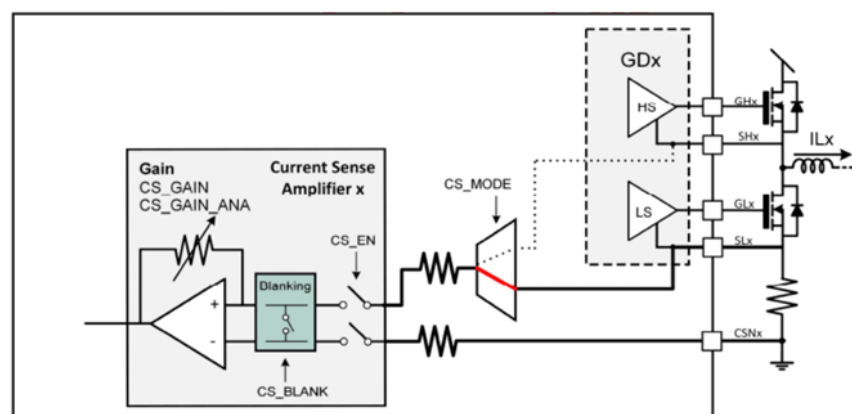 GDx
HS
GHx
SHx
ILx
LS
GLx
SLx
Gain
CS_GAIN
CS_GAIN_ANA
Current Sense
Amplifier x
CS_MODE
CS_EN
Blanking
+
-
CSNx
CS_BLANK